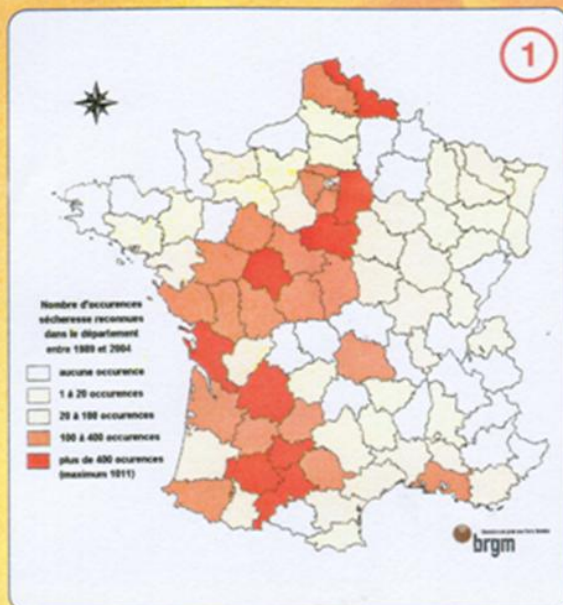 1
Nombre d'occurences
sécheresse reconnues
dans le département
entre 1989 et 2004
aucune occurence
1 à 20 occurences
20 à 100 occurences
100 à 400 occurences
plus de 400 ocurences
(maximum 1011)
brgm